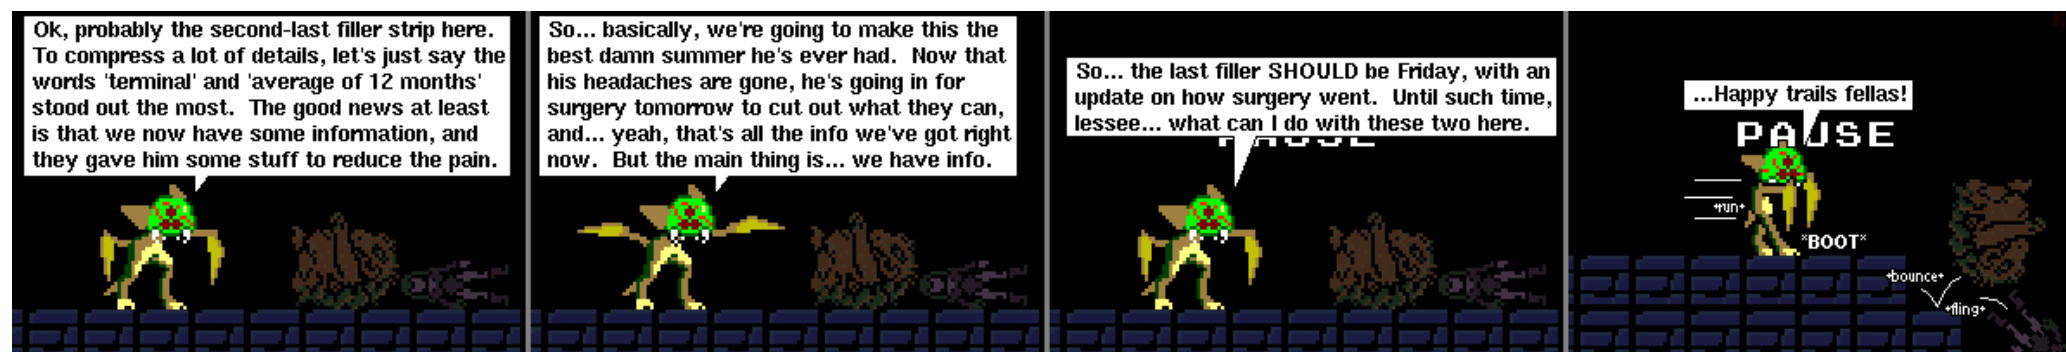 Ok, probably the second-last filler strip here.
To compress a lot of details, let's just say the
words 'terminal' and 'average of 12 months'
stood out the most.  The good news at least
is that we now have some information, and
they gave him some stuff to reduce the pain.
So... basically, we're going to make this the
best damn summer he's ever had.  Now that
his headaches are gone, he's going in for
surgery tomorrow to cut out what they can,
and... yeah, that's all the info we've got right
now.  But the main thing is... we have info.
So... the last filler SHOULD be Friday, with an
update on how surgery went.  Until such time,
lessee... what can I do with these two here.
PAUSE
...Happy trails fellas!
PAUSE
+run+
*BOOT*
+bounce+
+fling+